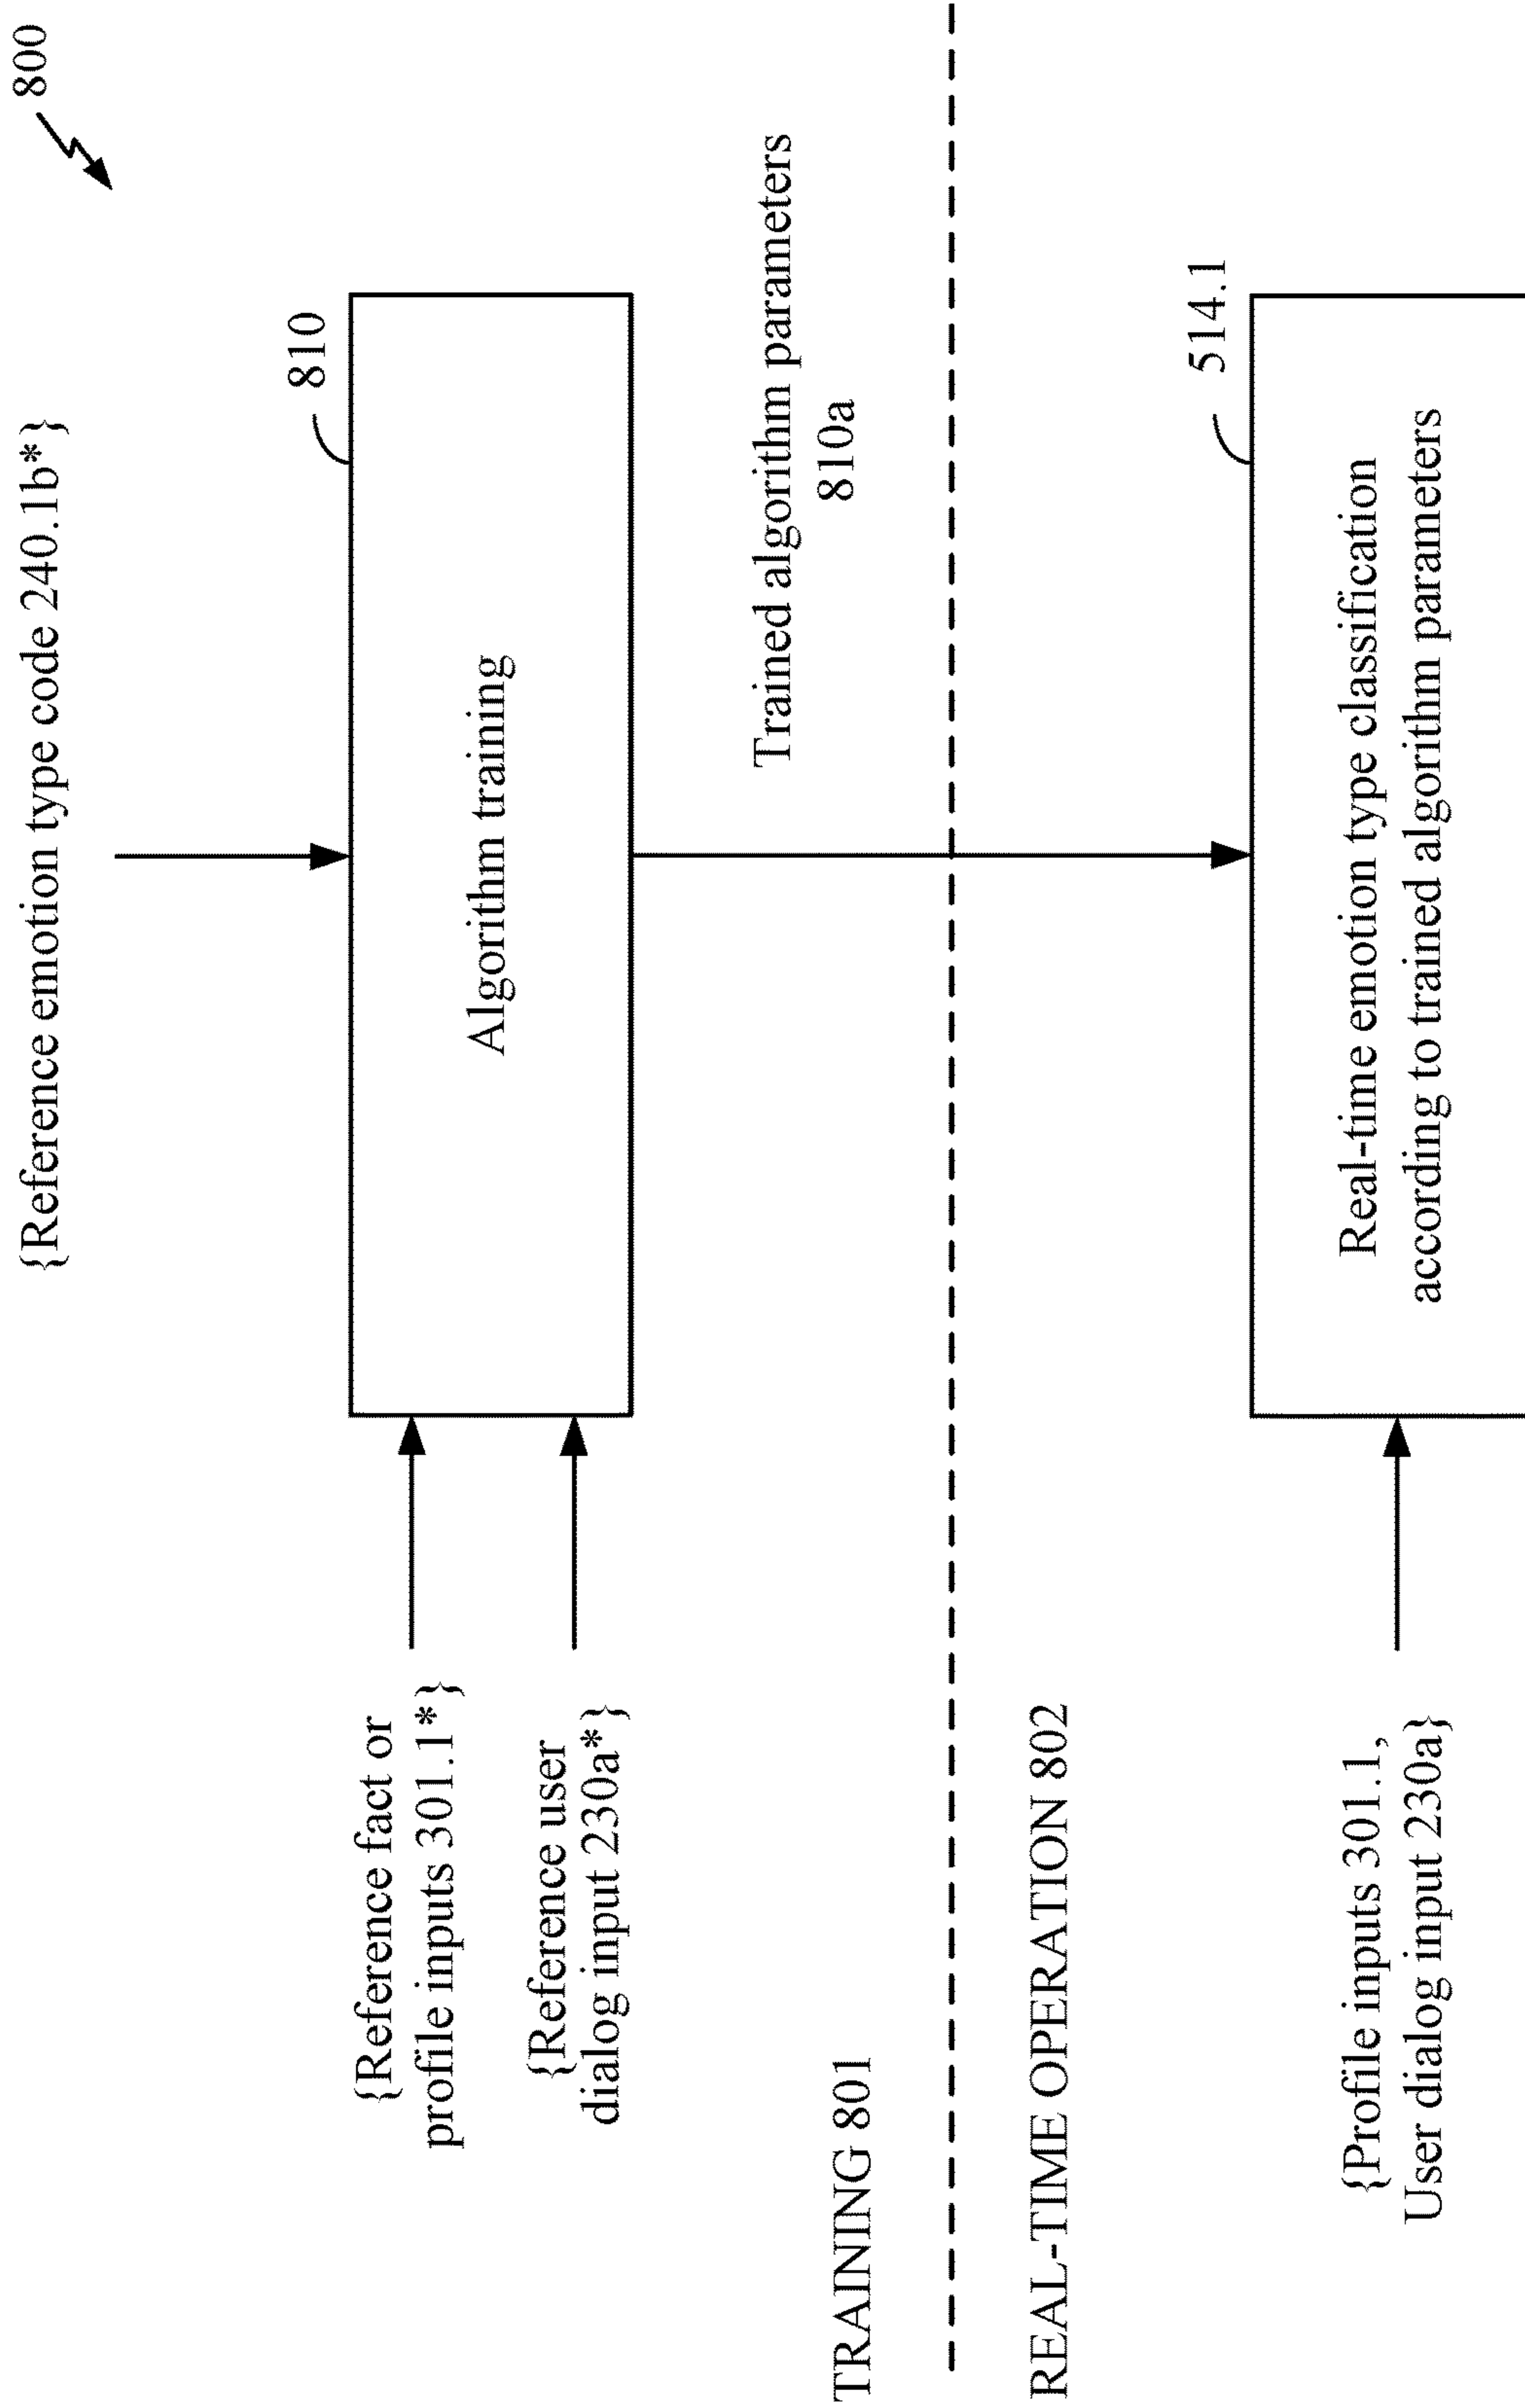 800
{Reference emotion type code 240.1b*}
810
{Reference fact or
profile inputs 301.1*}
Algorithm training
{Reference user
dialog input 230a*}
Trained algorithm parameters
810a
TRAINING 801
REAL-TIME OPERATION 802
514.1
{Profile inputs 301.1,
User dialog input 230a}
Real-time emotion type classification
according to trained algorithm parameters